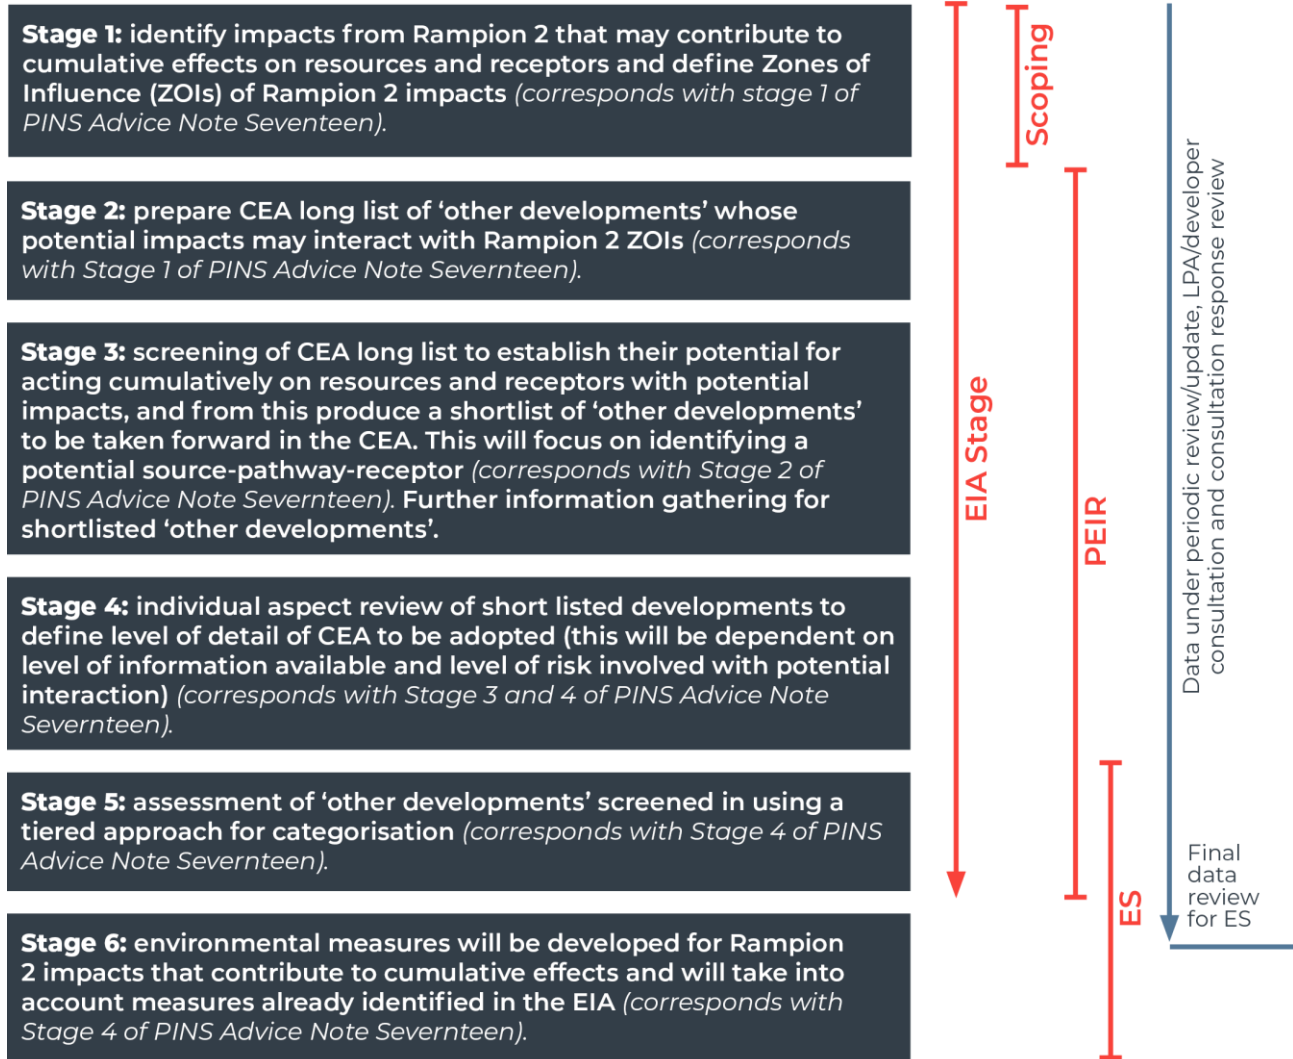 Stage 1: identify impacts from Rampion 2 that may contribute to
cumulative effects on resources and receptors and define Zones of
Influence (ZOIs) of Rampion 2 impacts (corresponds with stage 1 of
PINS Advice Note Seventeen).
Stage 2: prepare CEA long list of ‘other developments’ whose
potential impacts may interact with Rampion 2 ZOIs (corresponds
with Stage 1 of PINS Advice Note Severnteen).
Stage 3: screening of CEA long list to establish their potential for
acting cumulatively on resources and receptors with potential
impacts, and from this produce a shortlist of ‘other developments’
to be taken forward in the CEA. This will focus on identifying a
potential source-pathway-receptor (corresponds with Stage 2 of
PINS Advice Note Severnteen). Further information gathering for
shortlisted ‘other developments’.
Stage 4: individual aspect review of short listed developments to
define level of detail of CEA to be adopted (this will be dependent on
level of information available and level of risk involved with potential
interaction) (corresponds with Stage 3 and 4 of PINS Advice Note
Severnteen).
Stage 5: assessment of ‘other developments’ screened in using a
tiered approach for categorisation (corresponds with Stage 4 of PINS
Advice Note Severnteen).
Stage 6: environmental measures will be developed for Rampion
2 impacts that contribute to cumulative effects and will take into
account measures already identified in the EIA (corresponds with
Stage 4 of PINS Advice Note Severnteen).
EIA Stage
Scoping
PEIR
ES
Data under periodic review/update, LPA/developer
consultation and consultation response review
Final
data
review
for ES